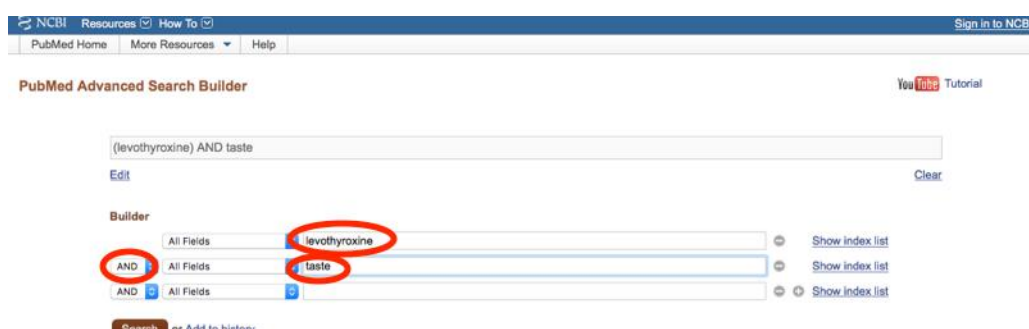 NCBI Resources How To Sign in to NCB
PubMed Home More Resources Help
PubMed Advanced Search Builder YouTube Tutorial
(levothyroxine) AND taste
Edit Clear
Builder
All Fields levothyroxine Show index list
AND All Fields taste Show index list
AND All Fields Show index list
Search or Add to history